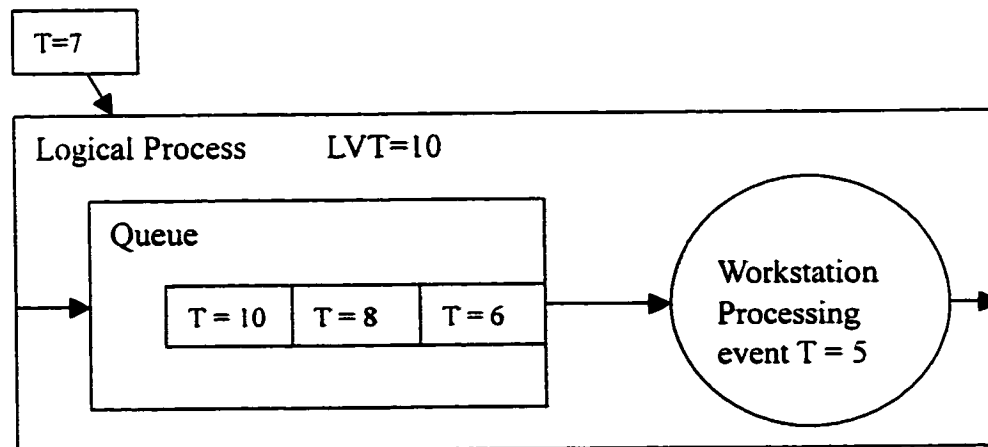 T=7
Logical Process LVT=10
Queue
T = 10 T = 8 T = 6
Workstation
Processing
event T = 5